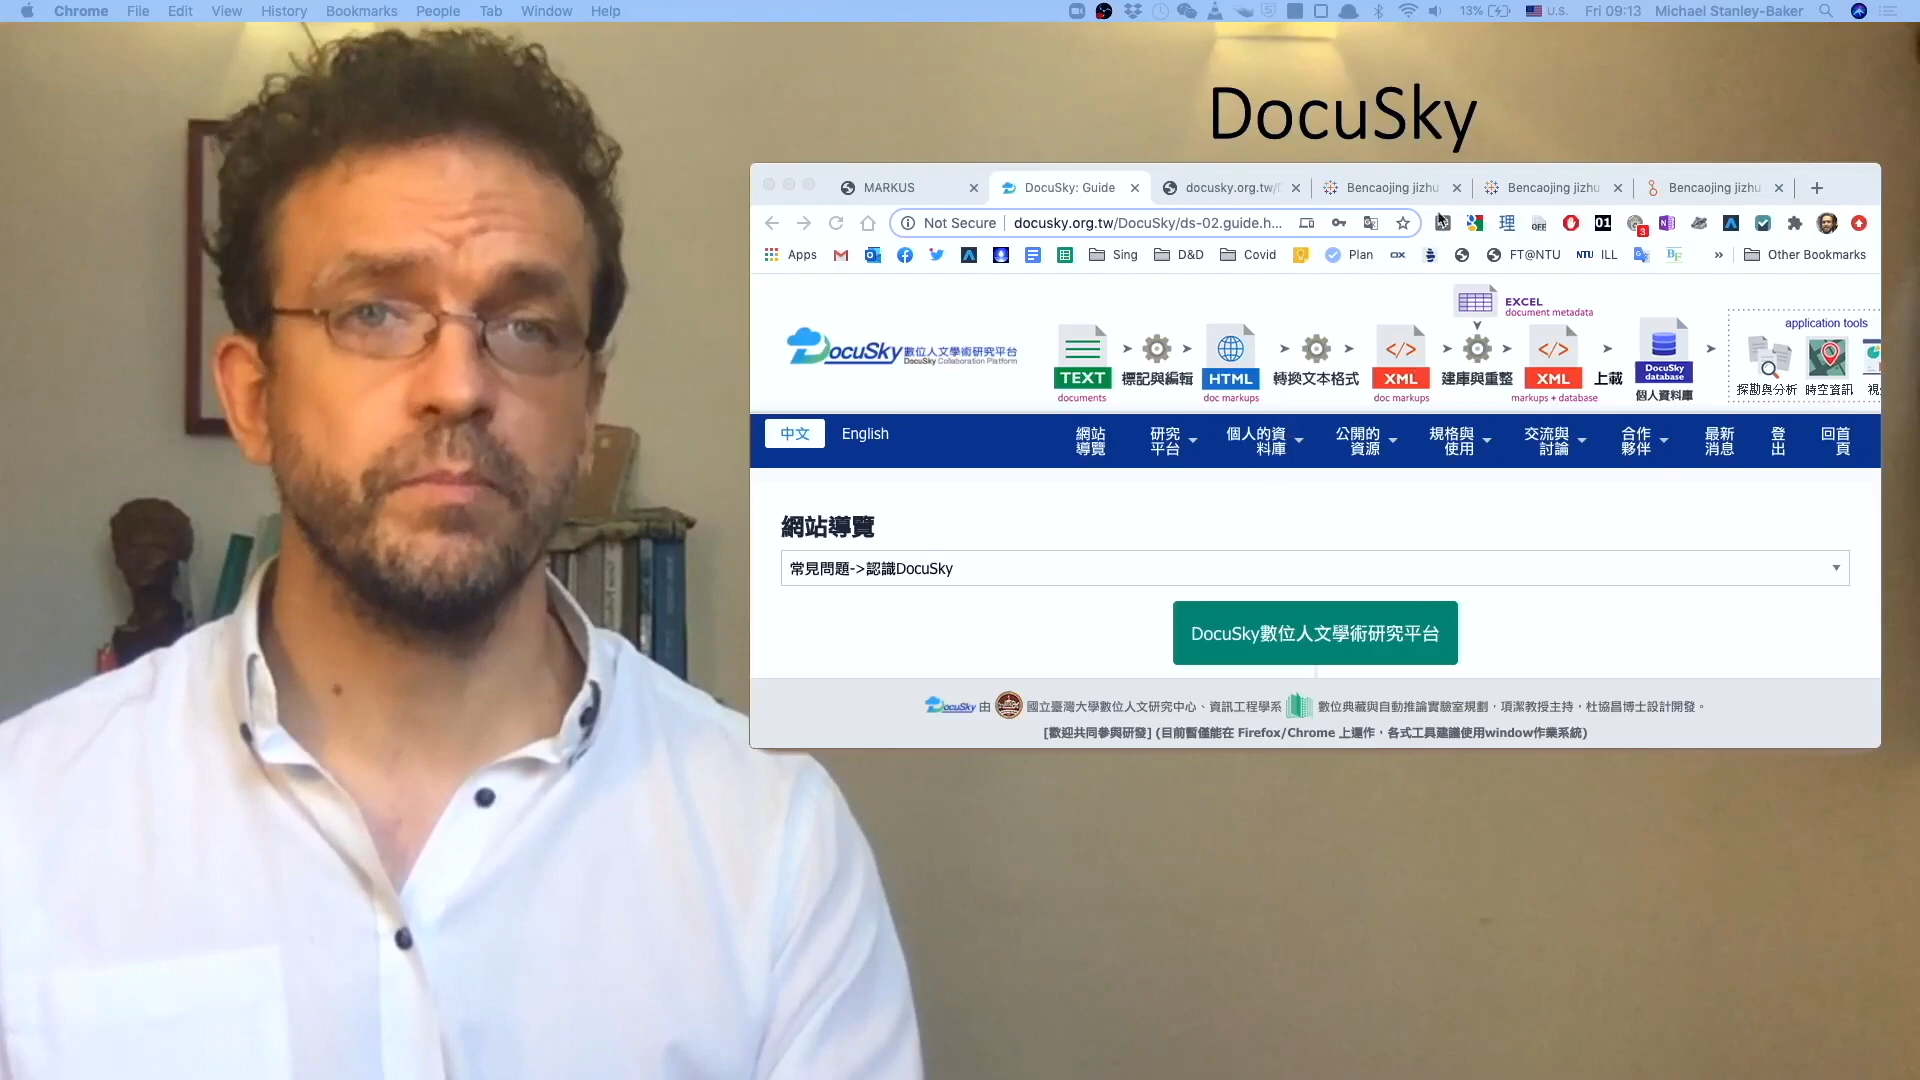 Chrome File Edit View History Bookmarks People Tab Window Help 13% U.S. Fri 09:13 Michael Stanley-Baker
DocuSky
MARKUS DocuSky: Guide docusky.org.tw/ Bencaojing jizhu Bencaojing jizhu Bencaojing jizhu
Not Secure docusky.org.tw/DocuSky/ds-02.guide.h... 理 OFF 01 3
Apps Sing D&D Covid Plan OX FT@NTU NTU ILL BF » Other Bookmarks
EXCEL
document metadata
application tools
DocuSky 數位人文學術研究平台
DocuSky Collaboration Platform
TEXT 標記與編輯 HTML 轉換文本格式 XML 建庫與重整 XML 上載 DocuSky database 探勘與分析 時空資訊
documents doc markups doc markups markups + database 個人資料庫
中文 English 網站導覽 研究平台 個人的資料庫 公開的資源 規格與使用 交流與討論 合作夥伴 最新消息 登出 回首頁
網站導覽
常見問題->認識DocuSky
DocuSky數位人文學術研究平台
DocuSky 由 國立臺灣大學數位人文研究中心、資訊工程學系 數位典藏與自動推論實驗室規劃，項潔教授主持，杜協昌博士設計開發。
[歡迎共同參與研發] (目前暫僅能在 Firefox/Chrome 上運作，各式工具建議使用window作業系統)